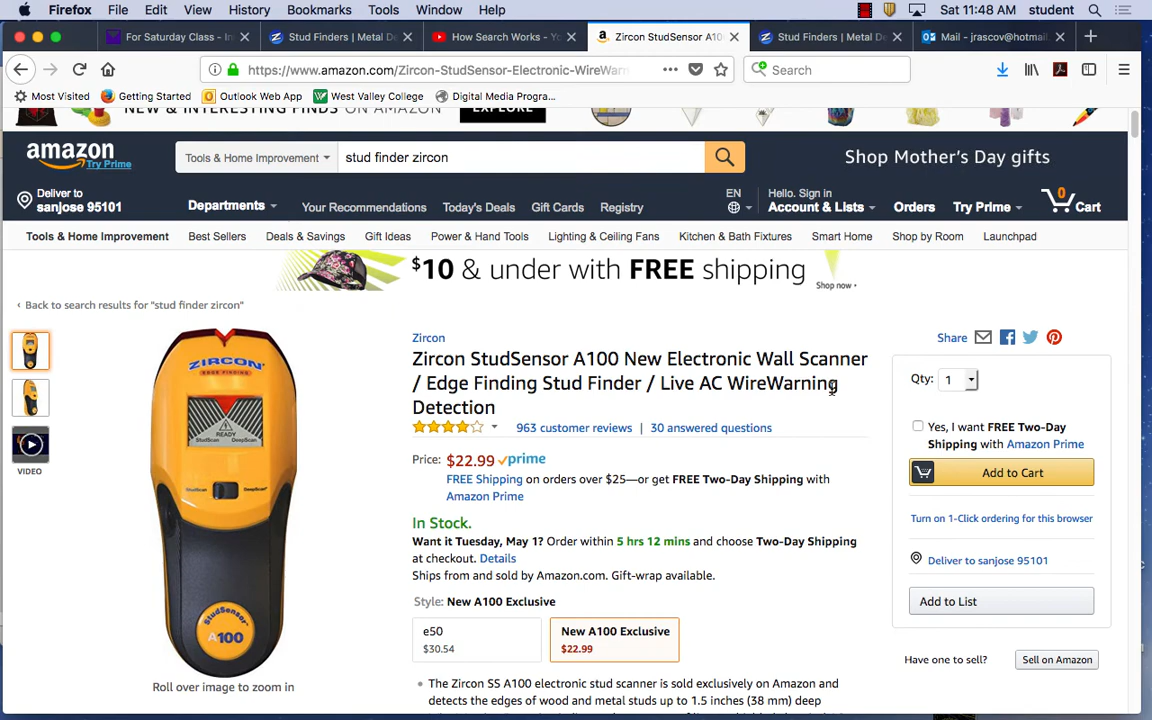 Firefox File Edit View History Bookmarks Tools Window Help Sat 11:48 AM student
For Saturday Class - In Stud Finders | Metal De How Search Works - Yo Zircon StudSensor A10 Stud Finders | Metal De Mail - jrascov@hotmail.
https://www.amazon.com/Zircon-StudSensor-Electronic-WireWarn Search
Most Visited Getting Started Outlook Web App West Valley College Digital Media Progra...
NEW & INTERESTING FINDS ON AMAZON EXPLORE
amazon Try Prime Tools & Home Improvement stud finder zircon Shop Mother's Day gifts
Deliver to EN Hello. Sign in 0
sanjose 95101 Departments Your Recommendations Today's Deals Gift Cards Registry Account & Lists Orders Try Prime Cart
Tools & Home Improvement Best Sellers Deals & Savings Gift Ideas Power & Hand Tools Lighting & Ceiling Fans Kitchen & Bath Fixtures Smart Home Shop by Room Launchpad
$10 & under with FREE shipping Shop now ›
‹ Back to search results for "stud finder zircon"
ZIRCON
EDGE FINDING
READY
StudScan DeepScan
StudScan DeepScan
StudSensor
A100
VIDEO
Roll over image to zoom in
Zircon
Zircon StudSensor A100 New Electronic Wall Scanner
/ Edge Finding Stud Finder / Live AC WireWarning
Detection
963 customer reviews | 30 answered questions
Price: $22.99 prime
FREE Shipping on orders over $25—or get FREE Two-Day Shipping with
Amazon Prime
In Stock.
Want it Tuesday, May 1? Order within 5 hrs 12 mins and choose Two-Day Shipping
at checkout. Details
Ships from and sold by Amazon.com. Gift-wrap available.
Style: New A100 Exclusive
e50
$30.54
New A100 Exclusive
$22.99
• The Zircon SS A100 electronic stud scanner is sold exclusively on Amazon and
detects the edges of wood and metal studs up to 1.5 inches (38 mm) deep
Share
Qty: 1
Yes, I want FREE Two-Day
Shipping with Amazon Prime
Add to Cart
Turn on 1-Click ordering for this browser
Deliver to sanjose 95101
Add to List
Have one to sell? Sell on Amazon